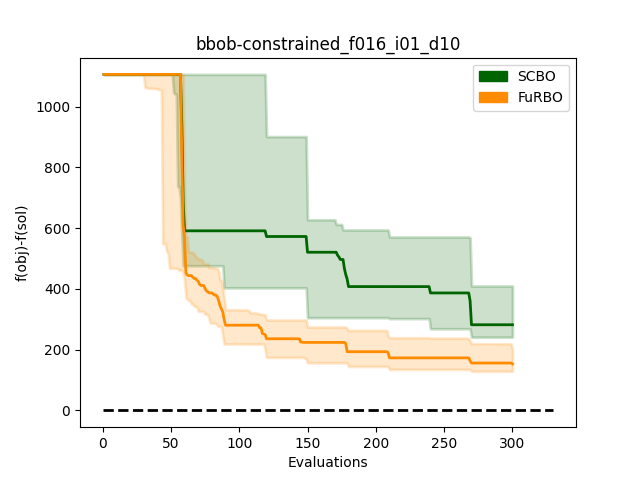 bbob-constrained_f016_i01_d10
SCBO
FuRBO
f(obj)-f(sol)
1000
800
600
400
200
0
0 50 100 150 200 250 300
Evaluations